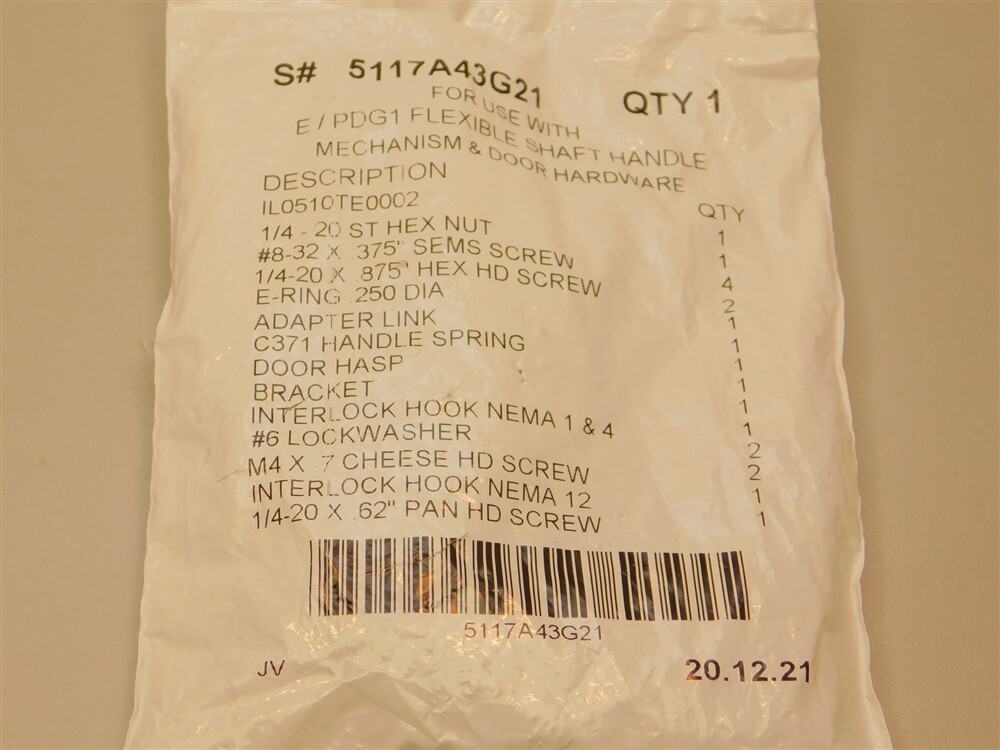 S# 5117A43G21 QTY 1
FOR USE WITH
E / PDG1 FLEXIBLE SHAFT HANDLE
MECHANISM & DOOR HARDWARE
DESCRIPTION QTY
IL0510TE0002 1
1/4 - 20 ST HEX NUT 1
#8-32 X .375" SEMS SCREW 4
1/4-20 X .875" HEX HD SCREW 2
E-RING .250 DIA 1
ADAPTER LINK 1
C371 HANDLE SPRING 1
DOOR HASP 1
BRACKET 1
INTERLOCK HOOK NEMA 1 & 4 1
#6 LOCKWASHER 2
M4 X .7 CHEESE HD SCREW 2
INTERLOCK HOOK NEMA 12 1
1/4-20 X .62" PAN HD SCREW 1
5117A43G21
JV 20.12.21